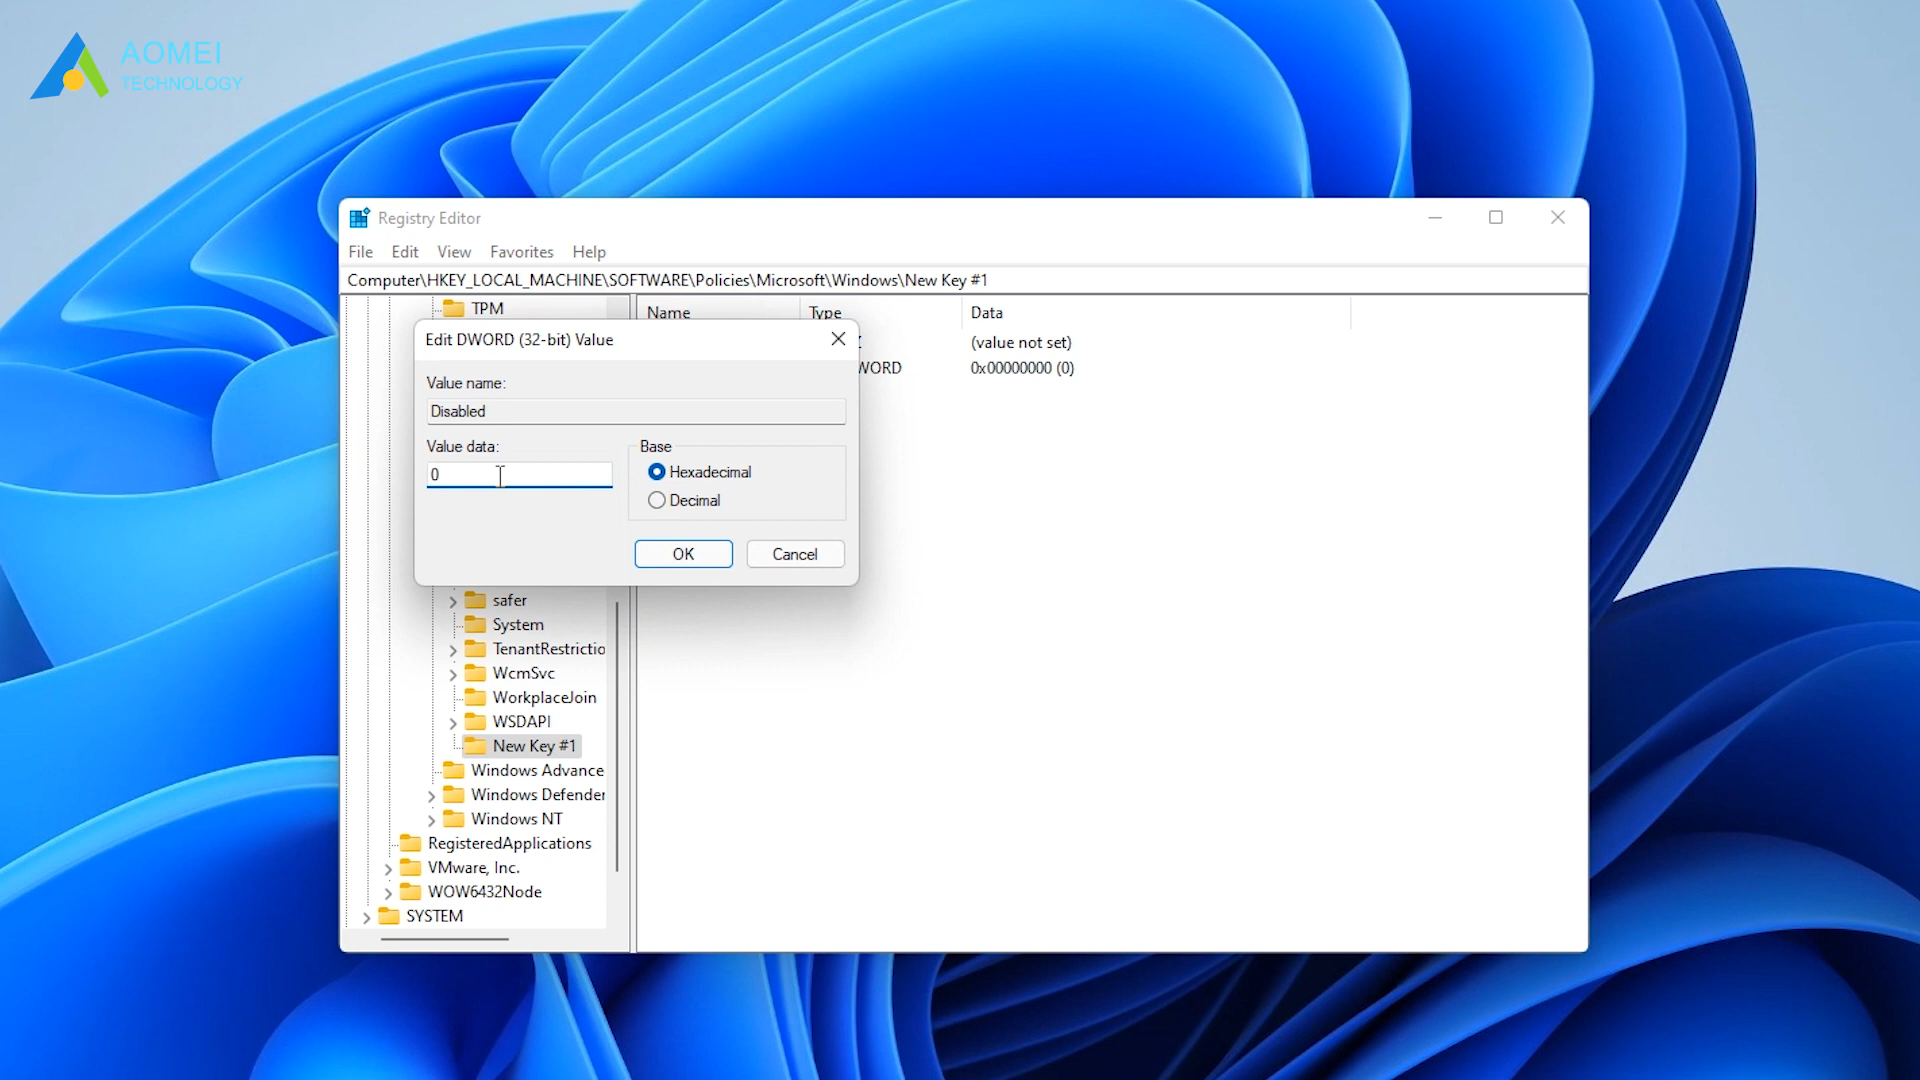 AOMEI
TECHNOLOGY
Registry Editor
File Edit View Favorites Help
Computer\HKEY_LOCAL_MACHINE\SOFTWARE\Policies\Microsoft\Windows\New Key #1
TPM
Name Type Data
Edit DWORD (32-bit) Value
(value not set)
WORD 0x00000000 (0)
Value name:
Disabled
Value data:
Base
0
Hexadecimal
Decimal
OK Cancel
safer
System
TenantRestrictio
WcmSvc
WorkplaceJoin
WSDAPI
New Key #1
Windows Advance
Windows Defender
Windows NT
RegisteredApplications
VMware, Inc.
WOW6432Node
SYSTEM